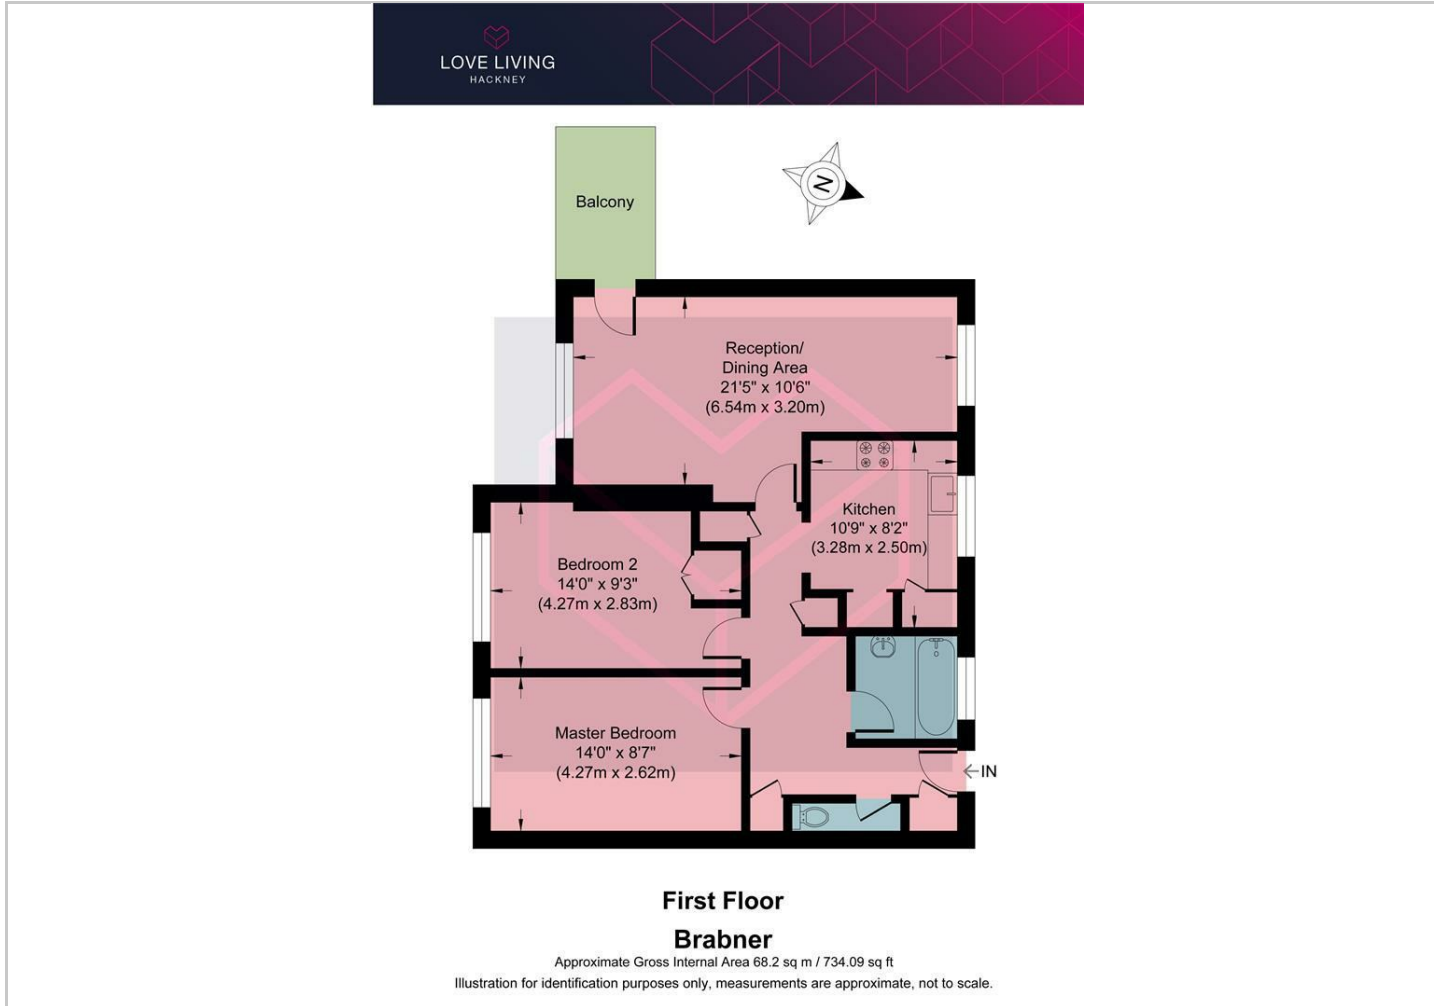 LOVE LIVING
HACKNEY
Balcony
N
Reception/
Dining Area
21'5" x 10'6"
(6.54m x 3.20m)
Kitchen
10'9" x 8'2"
(3.28m x 2.50m)
Bedroom 2
14'0" x 9'3"
(4.27m x 2.83m)
Master Bedroom
14'0" x 8'7"
(4.27m x 2.62m)
IN
First Floor
Brabner
Approximate Gross Internal Area 68.2 sq m / 734.09 sq ft
Illustration for identification purposes only, measurements are approximate, not to scale.